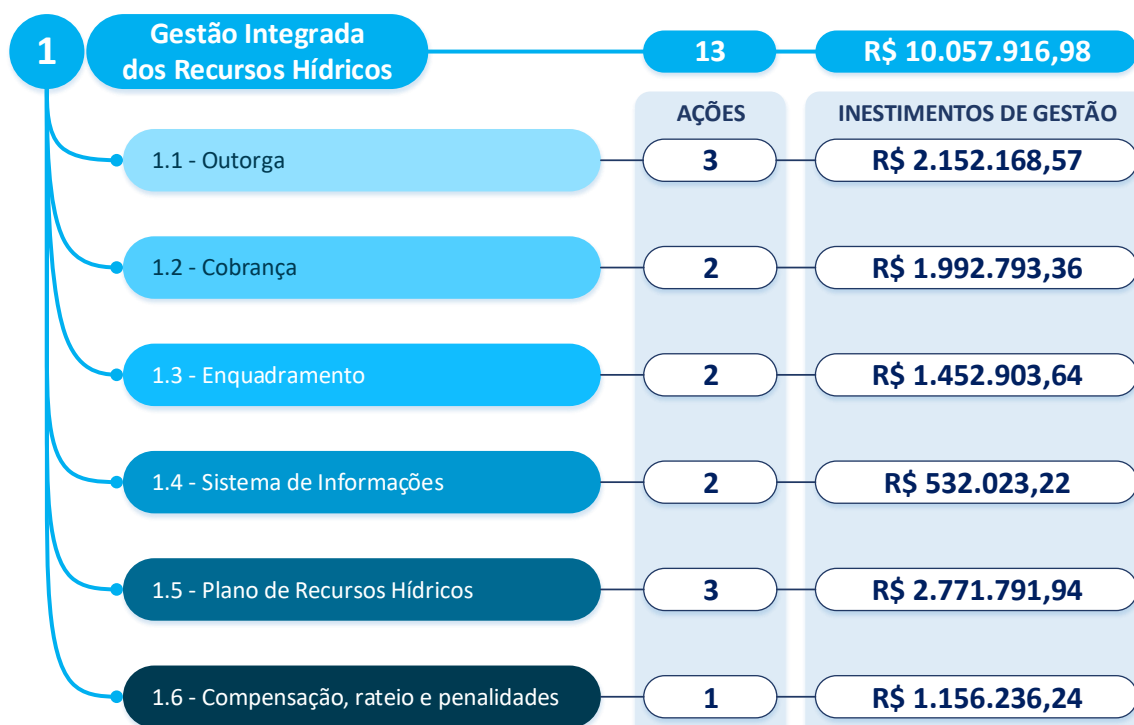 1
Gestão Integrada
dos Recursos Hídricos
13
R$ 10.057.916,98
AÇÕES
INESTIMENTOS DE GESTÃO
1.1 - Outorga
3
R$ 2.152.168,57
1.2 - Cobrança
2
R$ 1.992.793,36
1.3 - Enquadramento
2
R$ 1.452.903,64
1.4 - Sistema de Informações
2
R$ 532.023,22
1.5 - Plano de Recursos Hídricos
3
R$ 2.771.791,94
1.6 - Compensação, rateio e penalidades
1
R$ 1.156.236,24